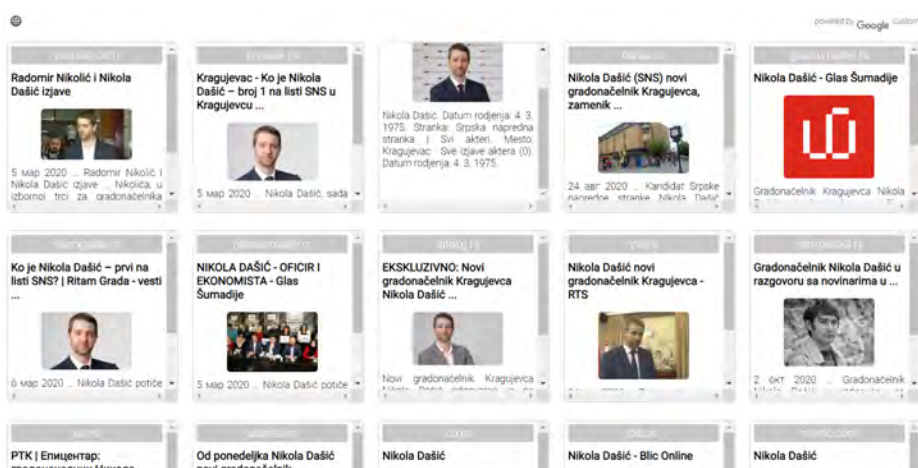 powered by Google Custom
Radomir Nikolić i Nikola
Dašić izjave
5 мар 2020 ... Radomir Nikolić i
Nikola Dašić izjave ... Nikolića, u
izbornoj trci za gradonačelnika
Kragujevac - Ko je Nikola
Dašić – broj 1 na listi SNS u
Kragujevcu ...
5 мар 2020 ... Nikola Dašić, sada
Nikola Dašić. Datum rodjenja: 4. 3.
1975. Stranka: Srpska napredna
stranka | Svi akteri. Mesto:
Kragujevac · Sve izjave aktera (0).
Datum rodjenja: 4. 3. 1975.
Nikola Dašić (SNS) novi
gradonačelnik Kragujevca,
zamenik ...
24 авг 2020 ... Kandidat Srpske
napredne stranke Nikola Dašić
Nikola Dašić - Glas Šumadije
Gradonačelnik Kragujevca Nikola
Ko je Nikola Dašić – prvi na
listi SNS? | Ritam Grada - vesti
...
6 мар 2020 ... Nikola Dašić potiče
NIKOLA DAŠIĆ - OFICIR I
EKONOMISTA - Glas
Šumadije
5 мар 2020 ... Nikola Dašić potiče
EKSKLUZIVNO: Novi
gradonačelnik Kragujevca
Nikola Dašić ...
Novi gradonačelnik Kragujevca
Nikola Dašić novi
gradonačelnik Kragujevca -
RTS
Gradonačelnik Nikola Dašić u
razgovoru sa novinarima u ...
2 окт 2020 ... Gradonačelnik
РТК | Епицентар:
Od ponedeljka Nikola Dašić
novi gradonačelnik
Nikola Dašić
Nikola Dašić - Blic Online
Nikola Dašić